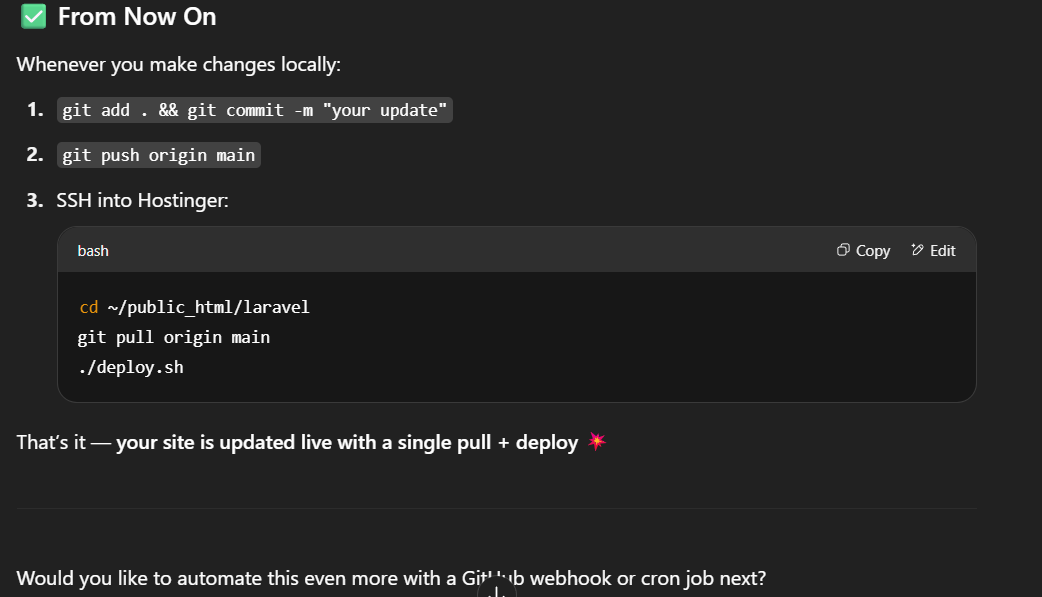 ✅ From Now On
Whenever you make changes locally:
1. git add . && git commit -m "your update"
2. git push origin main
3. SSH into Hostinger:
bash Copy Edit
cd ~/public_html/laravel
git pull origin main
./deploy.sh
That's it — your site is updated live with a single pull + deploy 💥
Would you like to automate this even more with a GitHub webhook or cron job next?